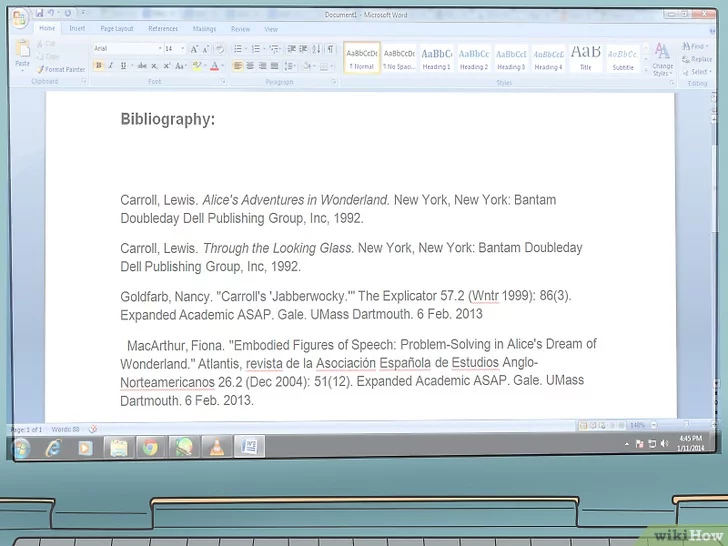 Document1 - Microsoft Word
Home Insert Page Layout References Mailings Review View
Cut
Copy
Paste Format Painter
Arial 14
AaBbCcDc AaBbCcDc AaBbC AaBbCc AaBbCcD AaBbCcD AaB AaBbCc.
¶ Normal ¶ No Spac... Heading 1 Heading 2 Heading 3 Heading 4 Title Subtitle
Change
Styles
Find
Replace
Select
Clipboard Font Paragraph Styles Editing
Bibliography:
Carroll, Lewis. Alice's Adventures in Wonderland. New York, New York: Bantam
Doubleday Dell Publishing Group, Inc, 1992.
Carroll, Lewis. Through the Looking Glass. New York, New York: Bantam Doubleday
Dell Publishing Group, Inc, 1992.
Goldfarb, Nancy. "Carroll's 'Jabberwocky.'" The Explicator 57.2 (Wntr 1999): 86(3).
Expanded Academic ASAP. Gale. UMass Dartmouth. 6 Feb. 2013
MacArthur, Fiona. "Embodied Figures of Speech: Problem-Solving in Alice's Dream of
Wonderland." Atlantis, revista de la Asociación Española de Estudios Anglo-
Norteamericanos 26.2 (Dec 2004): 51(12). Expanded Academic ASAP. Gale. UMass
Dartmouth. 6 Feb. 2013.
Page: 1 of 1 Words: 88 148%
4:45 PM
1/11/2014
wikiHow